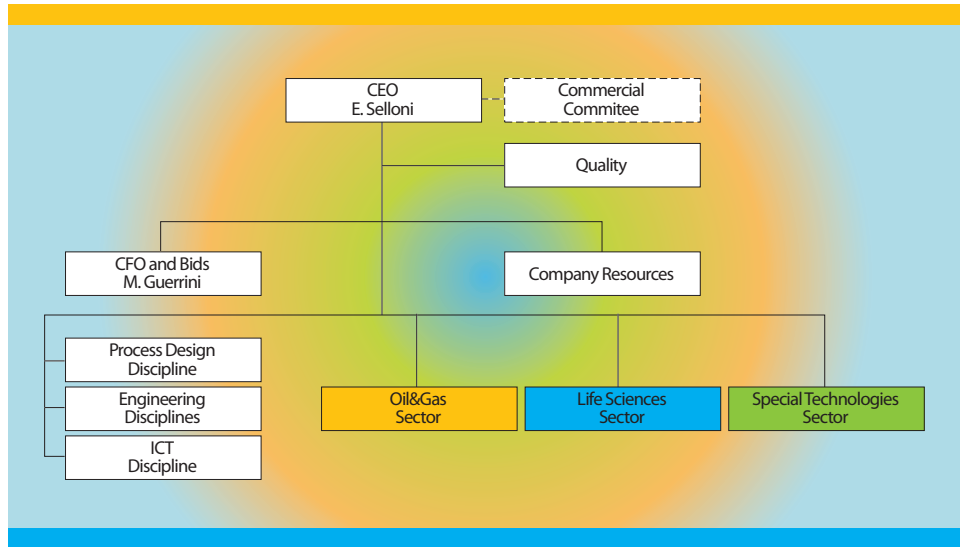 CEO
E. Selloni
Commercial
Commitee
Quality
CFO and Bids
M. Guerrini
Company Resources
Process Design
Discipline
Engineering
Disciplines
ICT
Discipline
Oil&Gas
Sector
Life Sciences
Sector
Special Technologies
Sector